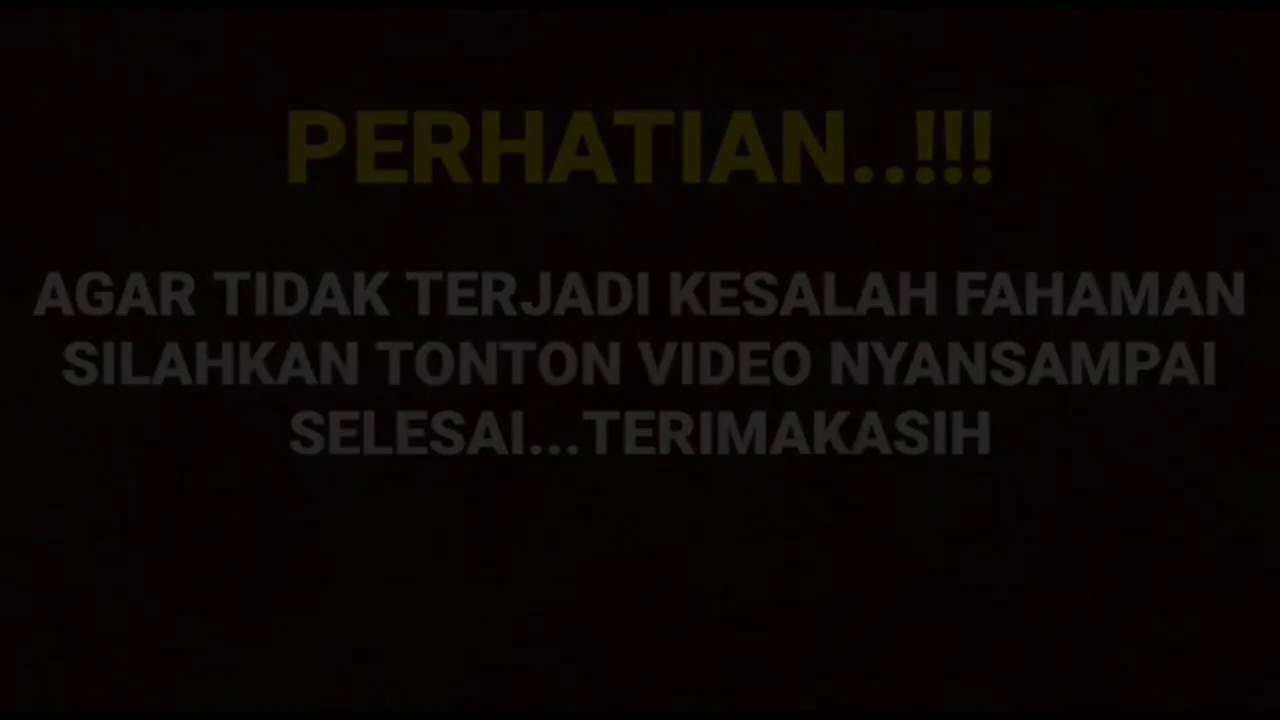 PERHATIAN..!!!
AGAR TIDAK TERJADI KESALAH FAHAMAN
SILAHKAN TONTON VIDEO NYANSAMPAI
SELESAI...TERIMAKASIH